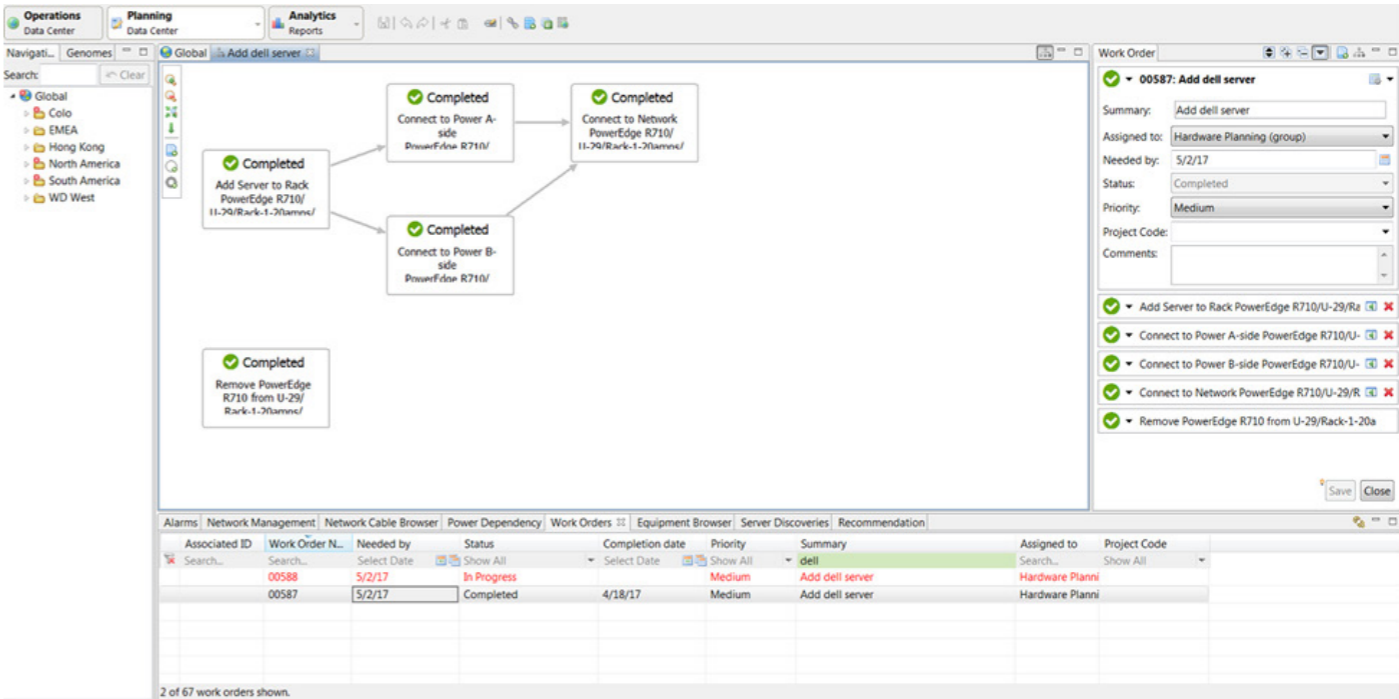 Operations
Data Center
Planning
Data Center
Analytics
Reports
Navigati... Genomes
Search: Clear
Global
Colo
EMEA
Hong Kong
North America
South America
WD West
Global Add dell server
Completed
Add Server to Rack
PowerEdge R710/
U-29/Rack-1-20amps/
Completed
Connect to Power A-
side
PowerEdge R710/
Completed
Connect to Network
PowerEdge R710/
U-29/Rack-1-20amps/
Completed
Connect to Power B-
side
PowerEdge R710/
Completed
Remove PowerEdge
R710 from U-29/
Rack-1-20amps/
Work Order
00587: Add dell server
Summary: Add dell server
Assigned to: Hardware Planning (group)
Needed by: 5/2/17
Status: Completed
Priority: Medium
Project Code:
Comments:
Add Server to Rack PowerEdge R710/U-29/Ra
Connect to Power A-side PowerEdge R710/U-
Connect to Power B-side PowerEdge R710/U-
Connect to Network PowerEdge R710/U-29/R
Remove PowerEdge R710 from U-29/Rack-1-20a
Save Close
Alarms Network Management Network Cable Browser Power Dependency Work Orders Equipment Browser Server Discoveries Recommendation
Associated ID Work Order N... Needed by Status Completion date Priority Summary Assigned to Project Code
Search... Search... Select Date Show All Select Date Show All dell Search... Show All
00588 5/2/17 In Progress Medium Add dell server Hardware Planni
00587 5/2/17 Completed 4/18/17 Medium Add dell server Hardware Planni
2 of 67 work orders shown.